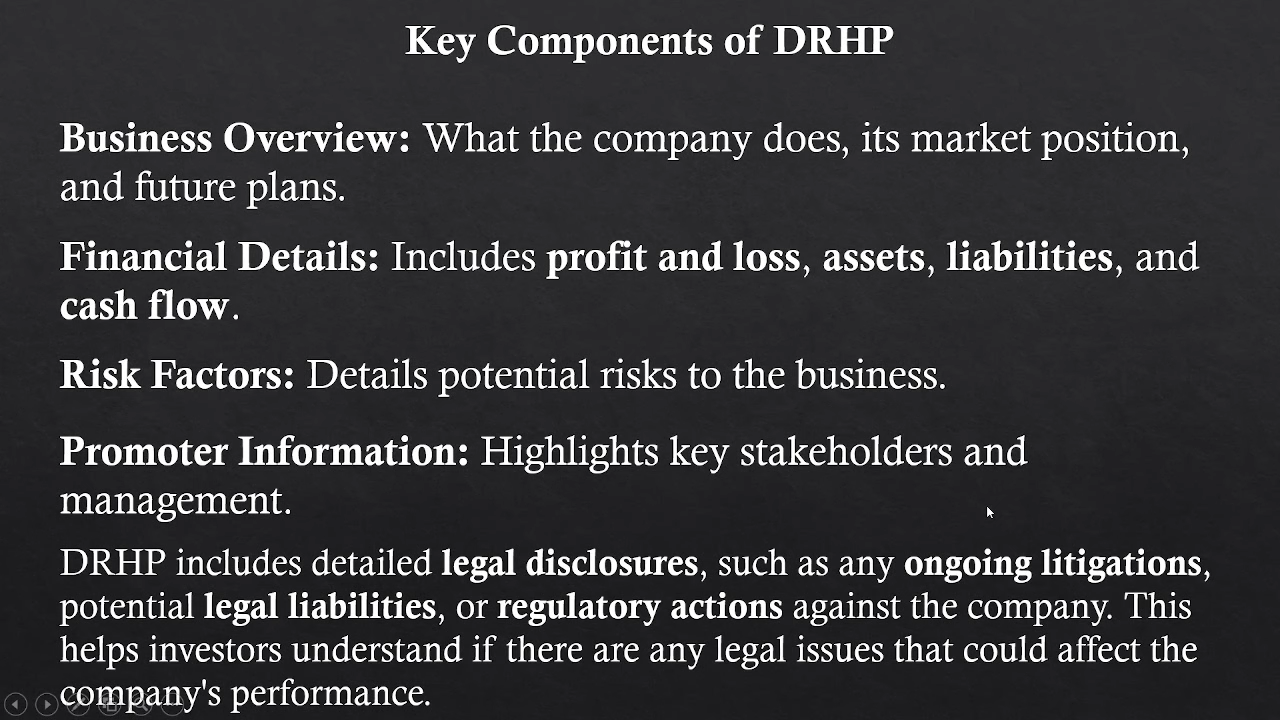 Key Components of DRHP
Business Overview: What the company does, its market position,
and future plans.
Financial Details: Includes profit and loss, assets, liabilities, and
cash flow.
Risk Factors: Details potential risks to the business.
Promoter Information: Highlights key stakeholders and
management.
DRHP includes detailed legal disclosures, such as any ongoing litigations,
potential legal liabilities, or regulatory actions against the company. This
helps investors understand if there are any legal issues that could affect the
company's performance.